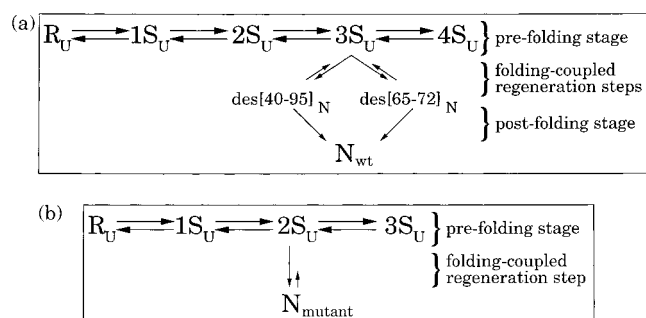 (a)
R_U 1S_U 2S_U 3S_U 4S_U } pre-folding stage
} folding-coupled
regeneration steps
des[40-95]_N des[65-72]_N
} post-folding stage
N_wt
(b)
R_U 1S_U 2S_U 3S_U } pre-folding stage
} folding-coupled
regeneration step
N_mutant